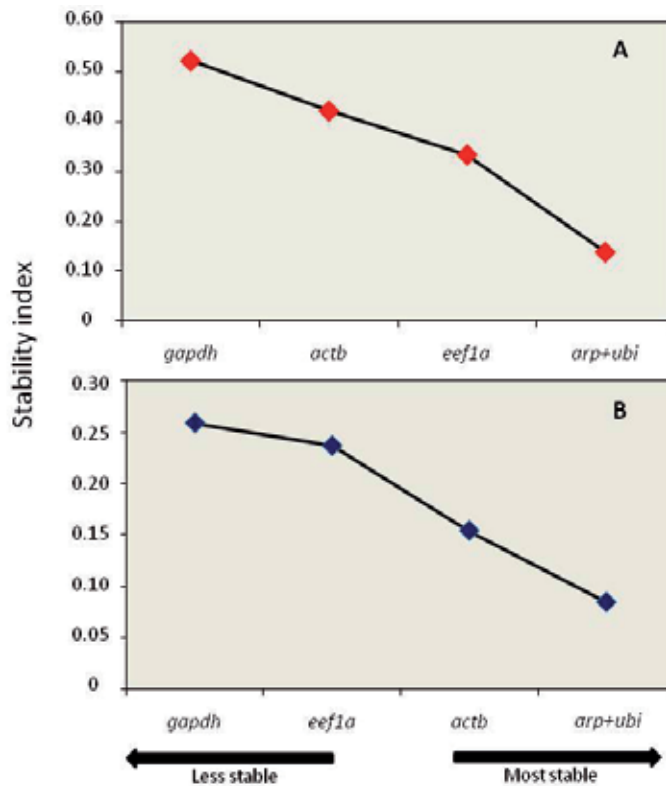 Stability index
A
0.60
0.50
0.40
0.30
0.20
0.10
0
gapdh actb eef1a arp+ubi
B
0.30
0.25
0.20
0.15
0.10
0.05
0
gapdh eef1a actb arp+ubi
Less stable Most stable